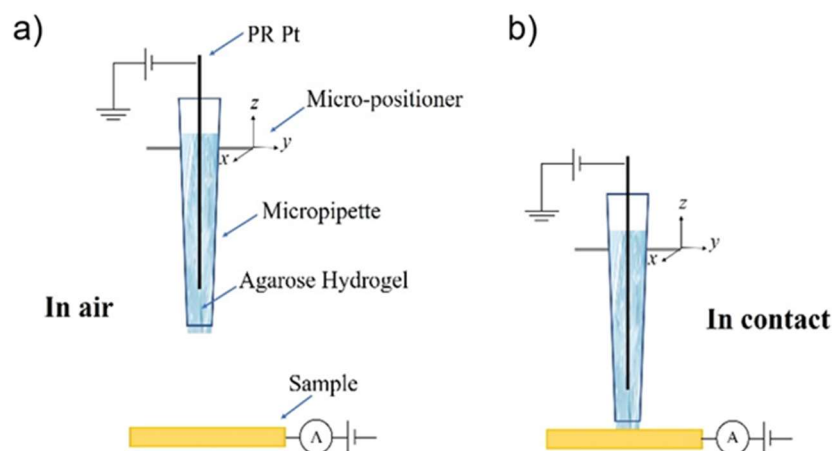 a)
PR Pt
Micro-positioner
z
y
x
Micropipette
Agarose Hydrogel
In air
Sample
A
b)
z
y
x
In contact
A